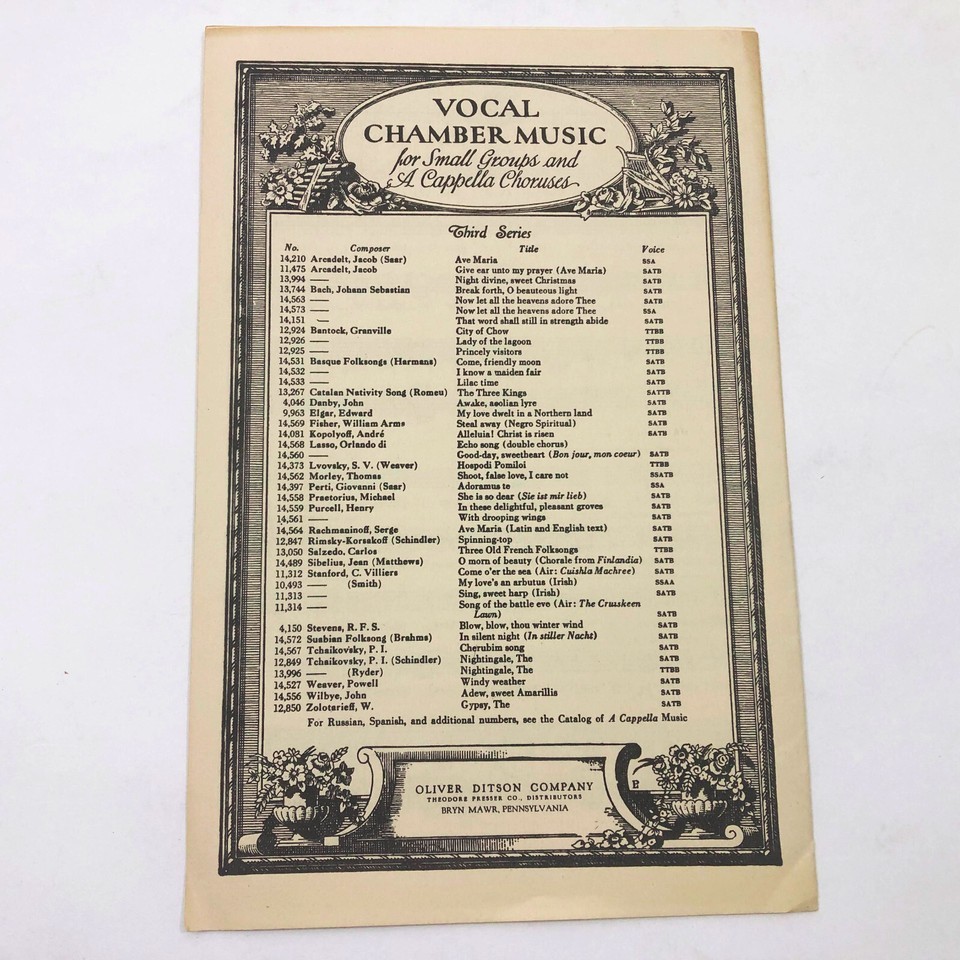 VOCAL
CHAMBER MUSIC
for Small Groups and
A Cappella Choruses
Third Series
No. Composer Title Voice
14,210 Arcadelt, Jacob (Saar) Ave Maria SSA
11,475 Arcadelt, Jacob Give ear unto my prayer (Ave Maria) SATB
13,994 —— Night divine, sweet Christmas SATB
13,744 Bach, Johann Sebastian Break forth, O beauteous light SATB
14,563 —— Now let all the heavens adore Thee SATB
14,573 —— Now let all the heavens adore Thee SSA
14,151 — That word shall still in strength abide SATB
12,924 Bantock, Granville City of Chow TTBB
12,926 —— Lady of the lagoon TTBB
12,925 —— Princely visitors TTBB
14,531 Basque Folksongs (Harmans) Come, friendly moon SATB
14,532 —— I know a maiden fair SATB
14,533 —— Lilac time SATB
13,267 Catalan Nativity Song (Romeu) The Three Kings SATTB
4,046 Danby, John Awake, aeolian lyre SATB
9,963 Elgar, Edward My love dwelt in a Northern land SATB
14,569 Fisher, William Arms Steal away (Negro Spiritual) SATB
14,081 Kopolyoff, André Alleluia! Christ is risen SATB
14,568 Lasso, Orlando di Echo song (double chorus)
14,560 —— Good-day, sweetheart (Bon jour, mon coeur) SATB
14,373 Lvovsky, S. V. (Weaver) Hospodi Pomiloi TTBB
14,562 Morley, Thomas Shoot, false love, I care not SSATB
14,397 Perti, Giovanni (Saar) Adoramus te SSA
14,558 Praetorius, Michael She is so dear (Sie ist mir lieb) SATB
14,559 Purcell, Henry In these delightful, pleasant groves SATB
14,561 —— With drooping wings SATB
14,564 Rachmaninoff, Serge Ave Maria (Latin and English text) SATB
12,847 Rimsky-Korsakoff (Schindler) Spinning-top SATB
13,050 Salzedo, Carlos Three Old French Folksongs TTBB
14,489 Sibelius, Jean (Matthews) O morn of beauty (Chorale from Finlandia) SATB
11,312 Stanford, C. Villiers Come o'er the sea (Air: Cuishla Machree) SATB
10,493 —— (Smith) My love's an arbutus (Irish) SSAA
11,313 —— Sing, sweet harp (Irish) SATB
11,314 —— Song of the battle eve (Air: The Crusskeen
Lawn) SATB
4,150 Stevens, R. F. S. Blow, blow, thou winter wind SATB
14,572 Suabian Folksong (Brahms) In silent night (In stiller Nacht) SATB
14,567 Tchaikovsky, P. I. Cherubim song SATB
12,849 Tchaikovsky, P. I. (Schindler) Nightingale, The SATB
13,996 —— (Ryder) Nightingale, The TTBB
14,527 Weaver, Powell Windy weather SATB
14,556 Wilbye, John Adew, sweet Amarillis SATB
12,850 Zolotarieff, W. Gypsy, The SATB
For Russian, Spanish, and additional numbers, see the Catalog of A Cappella Music
OLIVER DITSON COMPANY
THEODORE PRESSER CO., DISTRIBUTORS
BRYN MAWR, PENNSYLVANIA